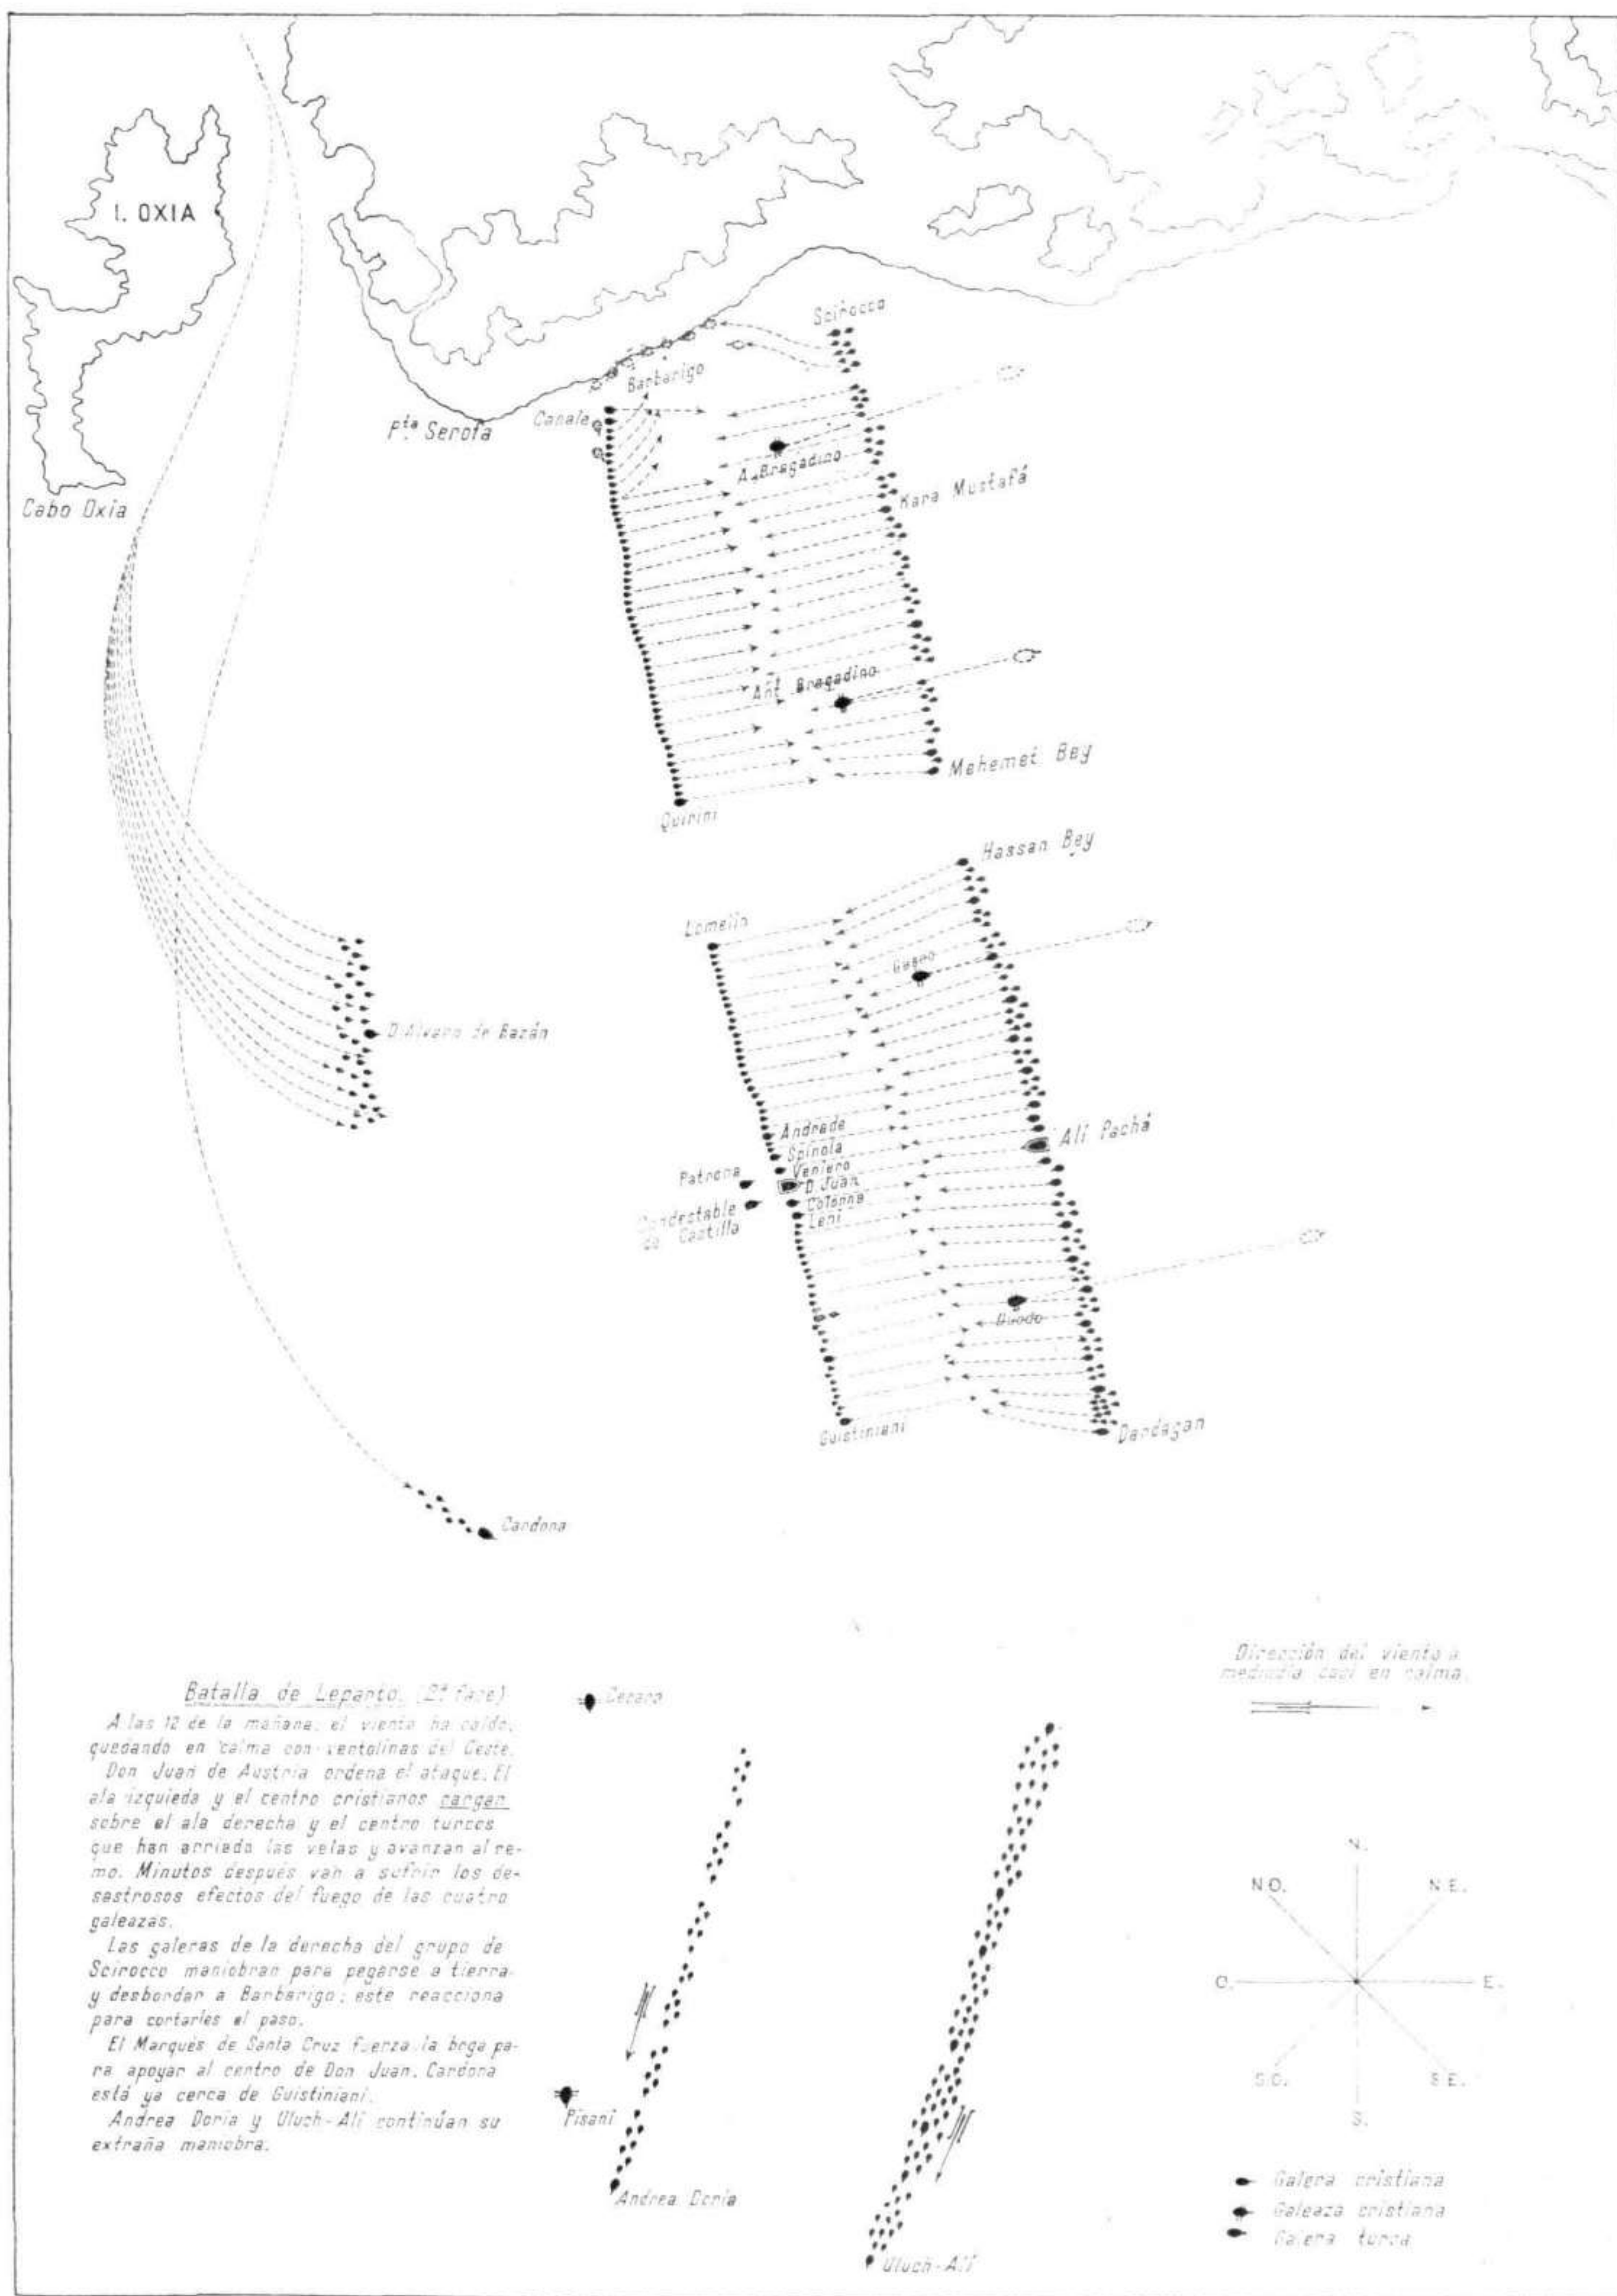 I. OXIA
Cabo Oxia
Pta Serofa
Scirocco
Barbarigo
Canale
A. Bragadino
Kara Mustafá
Ant. Bragadino
Mehemet Bey
Quirini
Hassan Bey
Lomelin
D. Alvaro de Bazán
Andrade
Spínola
Veniero
D. Juan
Colonna
Leni
Patrona
Condestable
de Castilla
Alí Pachá
Duodo
Guistiniani
Dardagan
Cardona
Dirección del viento a
mediodía casi en calma.
Batalla de Lepanto. (2ª fase)
A las 12 de la mañana, el viento ha caído,
quedando en calma con ventolinas del Oeste.
Don Juan de Austria ordena el ataque. El
ala izquieda y el centro cristianos cargan
sobre el ala derecha y el centro turcos
que han arriado las velas y avanzan al re-
mo. Minutos después van a sufrir los de-
sastrosos efectos del fuego de las cuatro
galeazas.
Las galeras de la derecha del grupo de
Scirocco maniobran para pegarse a tierra
y desbordar a Barbarigo; este reacciona
para cortarles el paso.
El Marqués de Santa Cruz fuerza la boga pa-
ra apoyar al centro de Don Juan. Cardona
está ya cerca de Guistiniani.
Andrea Doria y Uluch-Alí continúan su
extraña maniobra.
Pisani
Andrea Doria
Uluch-Alí
N.
N.O.
N.E.
O.
E.
S.O.
S.E.
S.
Galera cristiana
Galeaza cristiana
Galera turca